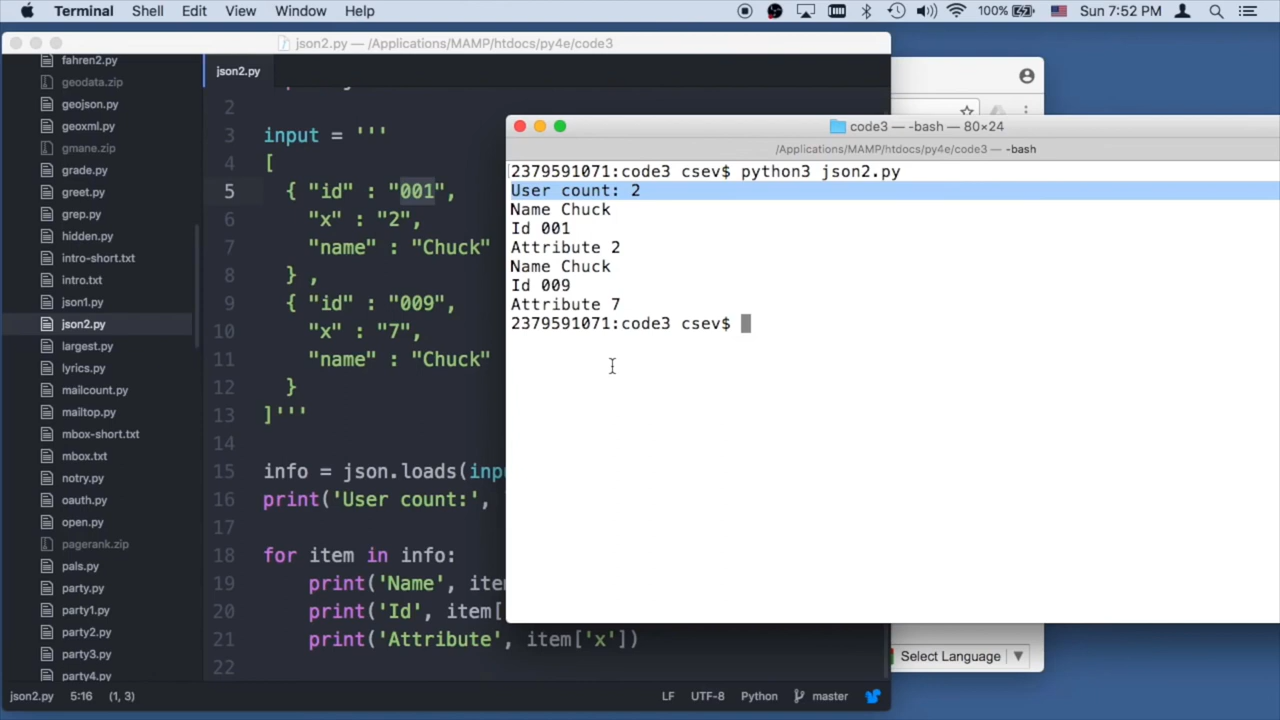 Terminal Shell Edit View Window Help 100% Sun 7:52 PM
json2.py — /Applications/MAMP/htdocs/py4e/code3
fahren2.py
geodata.zip
geojson.py
geoxml.py
gmane.zip
grade.py
greet.py
grep.py
hidden.py
intro-short.txt
intro.txt
json1.py
json2.py
largest.py
lyrics.py
mailcount.py
mailtop.py
mbox-short.txt
mbox.txt
notry.py
oauth.py
open.py
pagerank.zip
pals.py
party.py
party1.py
party2.py
party3.py
party4.py
json2.py
2
3 input = '''
4 [
5 { "id" : "001",
6 "x" : "2",
7 "name" : "Chuck"
8 } ,
9 { "id" : "009",
10 "x" : "7",
11 "name" : "Chuck"
12 }
13 ]'''
14
15 info = json.loads(inp
16 print('User count:',
17
18 for item in info:
19 print('Name', ite
20 print('Id', item[
21 print('Attribute', item['x'])
22
code3 — -bash — 80×24
/Applications/MAMP/htdocs/py4e/code3 — -bash
2379591071:code3 csev$ python3 json2.py
User count: 2
Name Chuck
Id 001
Attribute 2
Name Chuck
Id 009
Attribute 7
2379591071:code3 csev$
Select Language ▼
json2.py 5:16 (1, 3) LF UTF-8 Python master